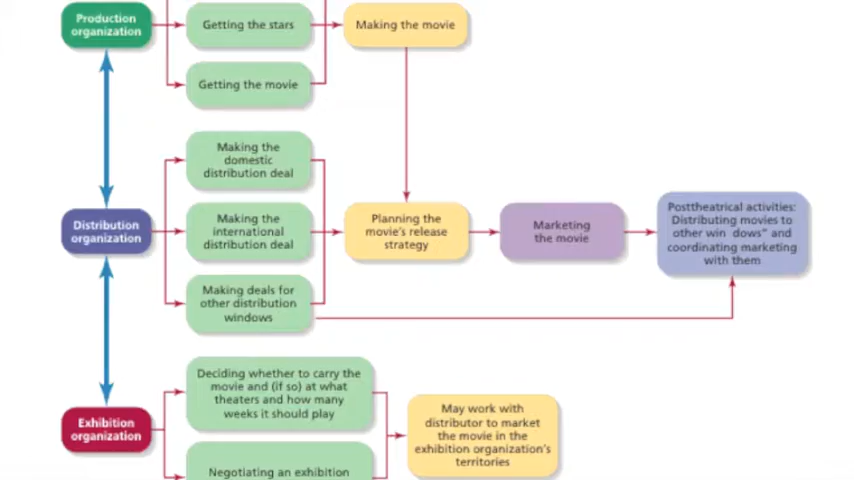 Production
organization
Getting the stars
Making the movie
Getting the movie
Making the
domestic
distribution deal
Distribution
organization
Making the
international
distribution deal
Planning the
movie's release
strategy
Marketing
the movie
Posttheatrical activities:
Distributing movies to
other win dows" and
coordinating marketing
with them
Making deals for
other distribution
windows
Deciding whether to carry the
movie and (if so) at what
theaters and how many
weeks it should play
Exhibition
organization
May work with
distributor to market
the movie in the
exhibition organization's
territories
Negotiating an exhibition